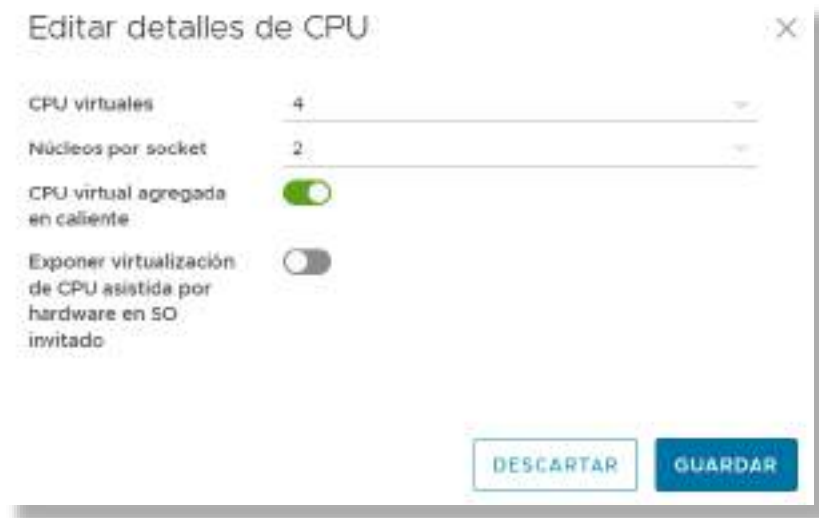 Editar detalles de CPU
CPU virtuales 4
Núcleos por socket 2
CPU virtual agregada
en caliente
Exponer virtualización
de CPU asistida por
hardware en SO
invitado
DESCARTAR GUARDAR